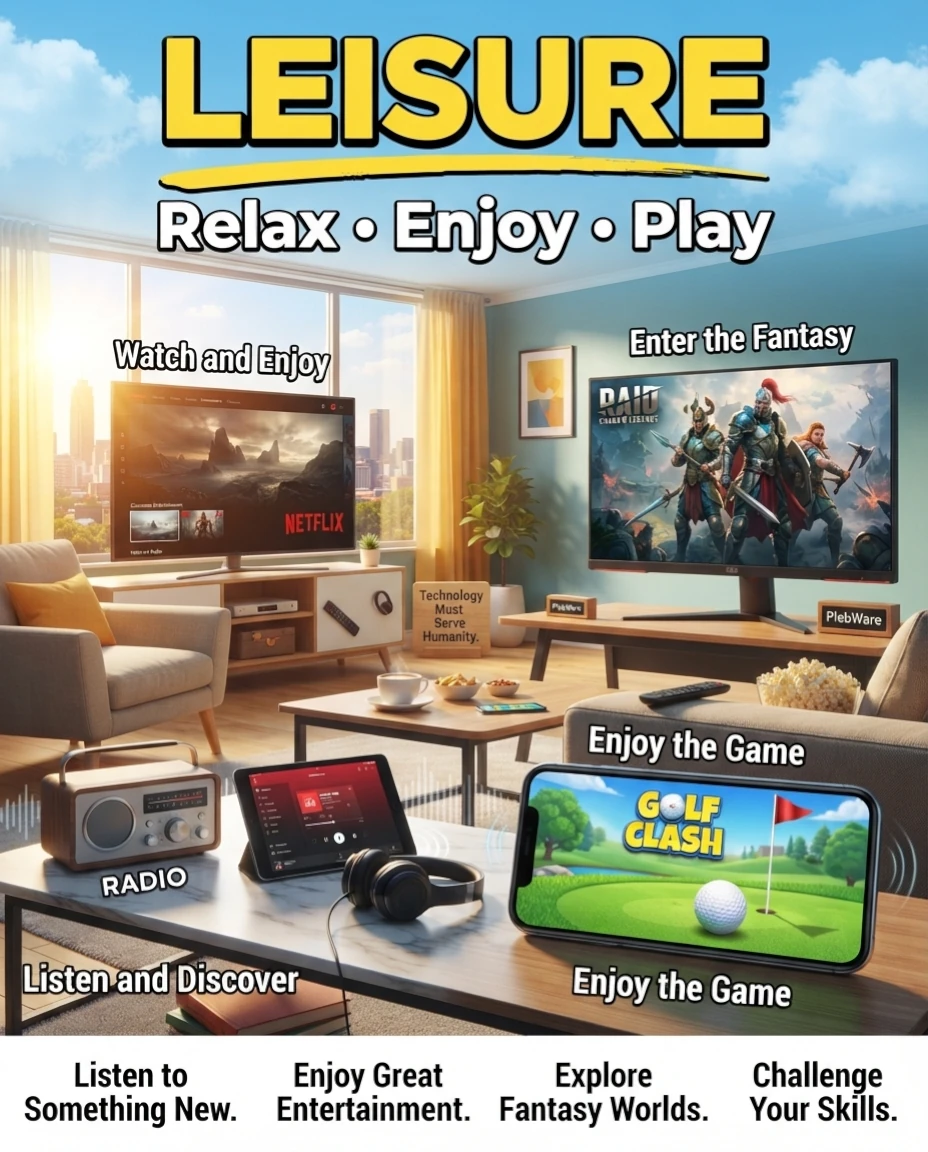 LEISURE
Relax • Enjoy • Play
Watch and Enjoy
Enter the Fantasy
RAID
NETFLIX
Technology
Must
Serve
Humanity.
PlebWare
PlebWare
Enjoy the Game
GOLF
CLASH
RADIO
Listen and Discover
Enjoy the Game
Listen to
Something New.
Enjoy Great
Entertainment.
Explore
Fantasy Worlds.
Challenge
Your Skills.